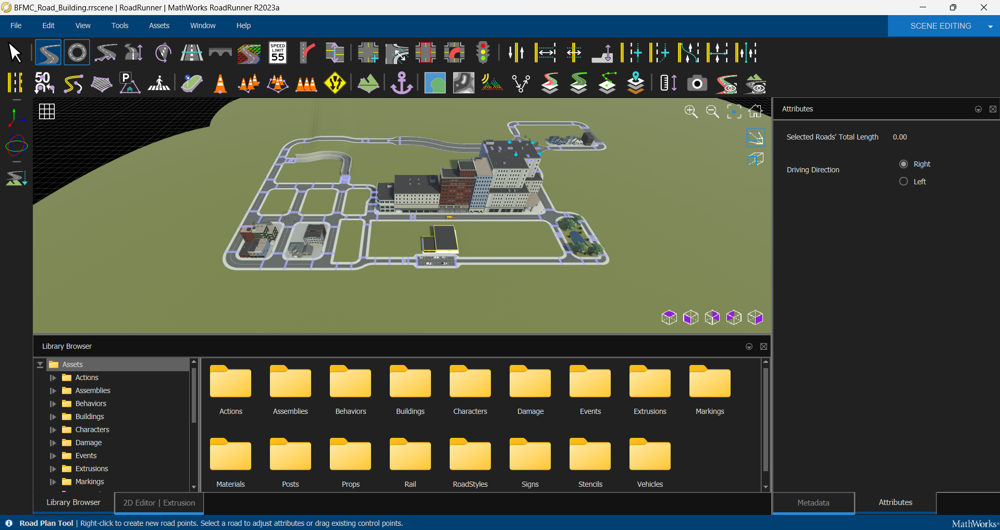 BFMC_Road_Building.rrscene | RoadRunner | MathWorks RoadRunner R2023a
File Edit View Tools Assets Window Help
SCENE EDITING
SPEED
LIMIT
55
50
P
Attributes
Selected Roads' Total Length 0.00
Driving Direction
Right
Left
Library Browser
Assets
Actions
Assemblies
Behaviors
Buildings
Characters
Damage
Events
Extrusions
Markings
Actions Assemblies Behaviors Buildings Characters Damage Events Extrusions Markings
Materials Posts Props Rail RoadStyles Signs Stencils Vehicles
Library Browser 2D Editor | Extrusion
Metadata Attributes
Road Plan Tool | Right-click to create new road points. Select a road to adjust attributes or drag existing control points.
MathWorks